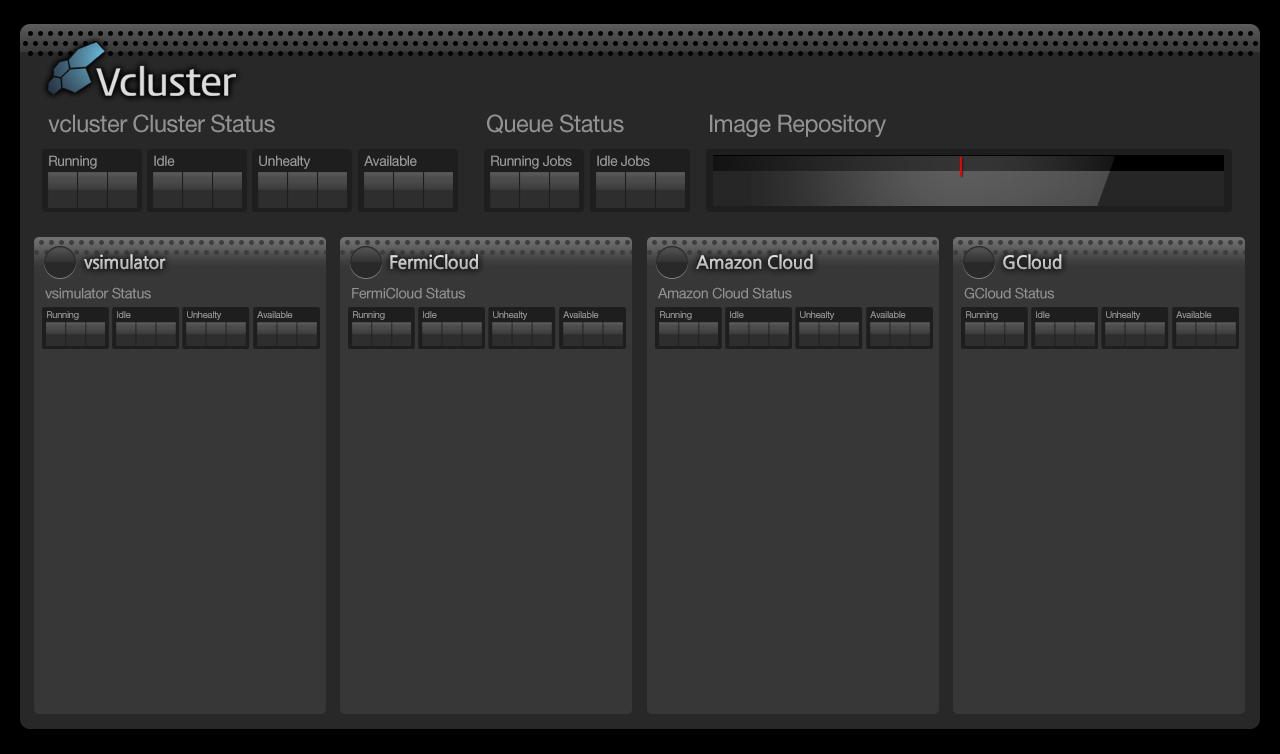 Vcluster
vcluster Cluster Status
Running Idle Unhealty Available
Queue Status
Running Jobs Idle Jobs
Image Repository
vsimulator
vsimulator Status
Running Idle Unhealty Available
FermiCloud
FermiCloud Status
Running Idle Unhealty Available
Amazon Cloud
Amazon Cloud Status
Running Idle Unhealty Available
GCloud
GCloud Status
Running Idle Unhealty Available